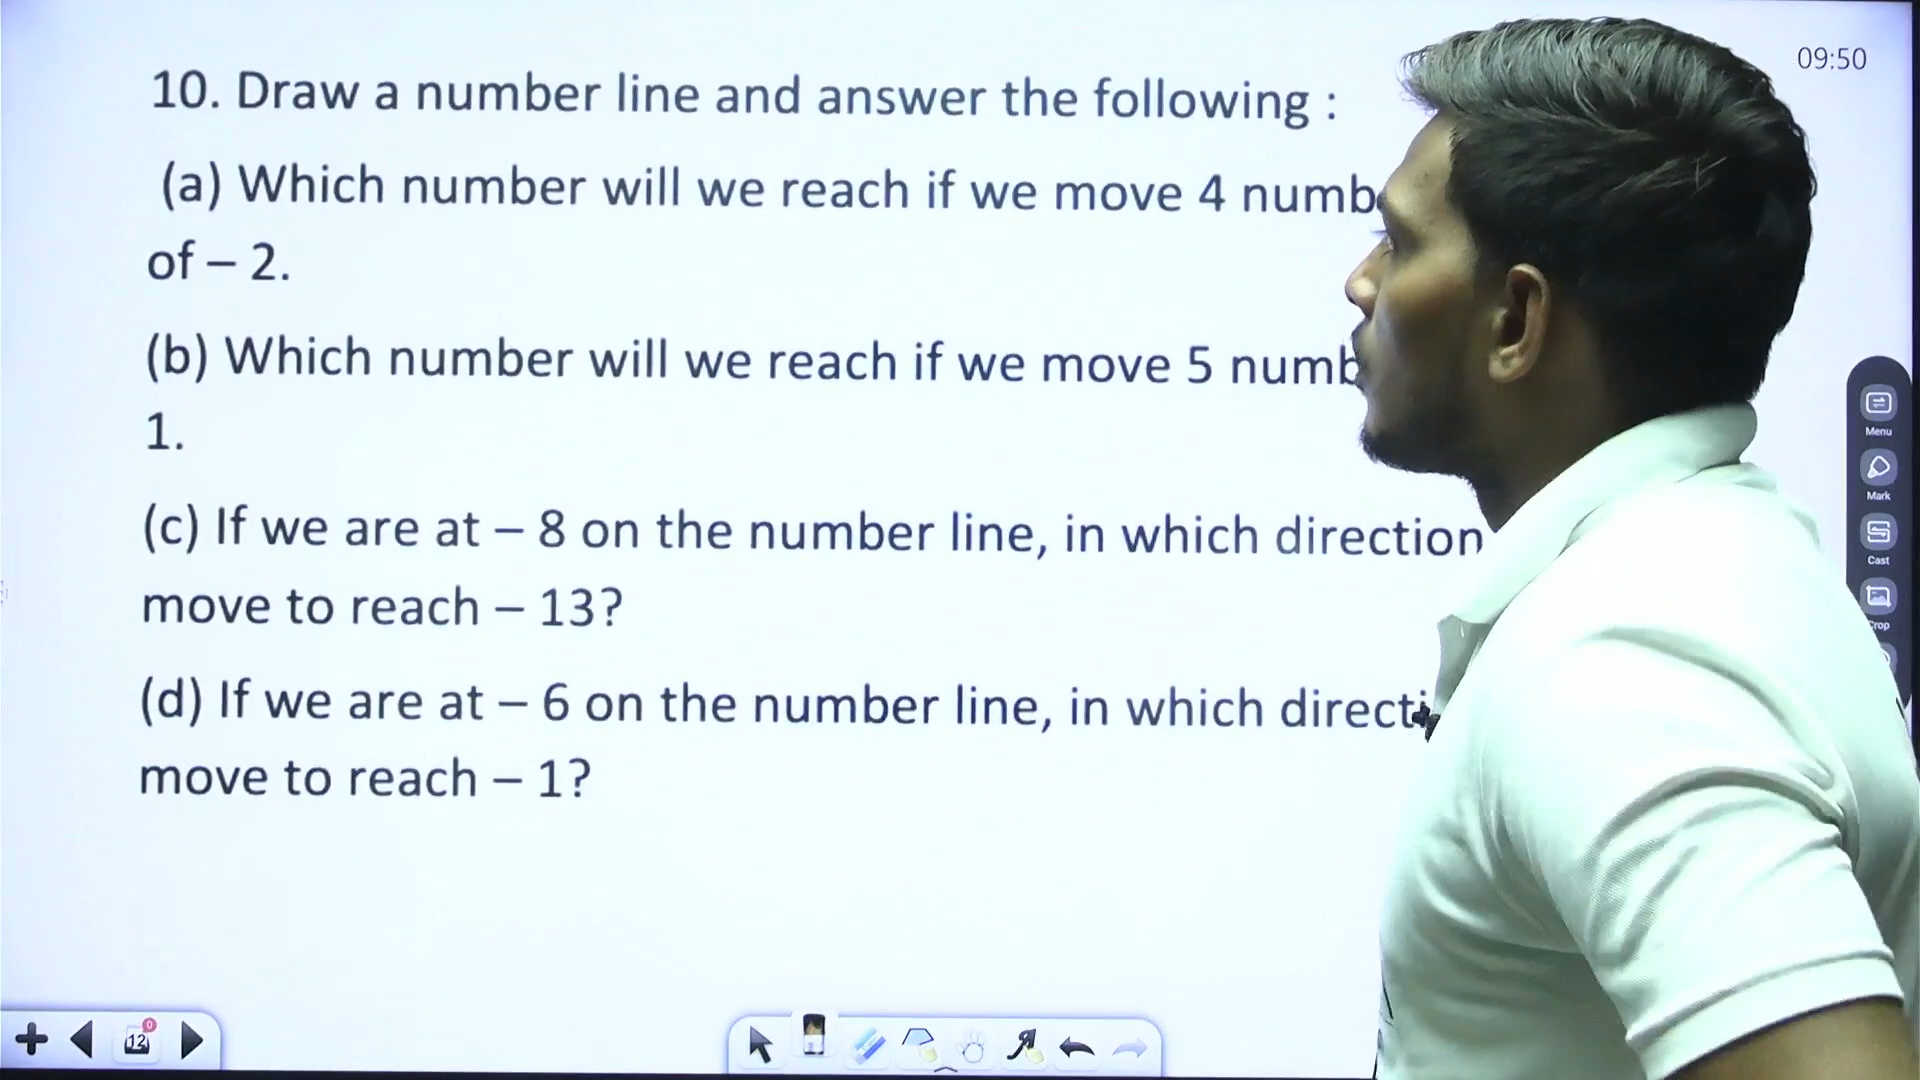 09:50
10. Draw a number line and answer the following :
(a) Which number will we reach if we move 4
of – 2.
(b) Which number will we reach if we move 5
1.
(c) If we are at – 8 on the number line, in which direction
move to reach – 13?
(d) If we are at – 6 on the number line, in which
move to reach – 1?
Menu
Mark
Cast
Crop
12
0